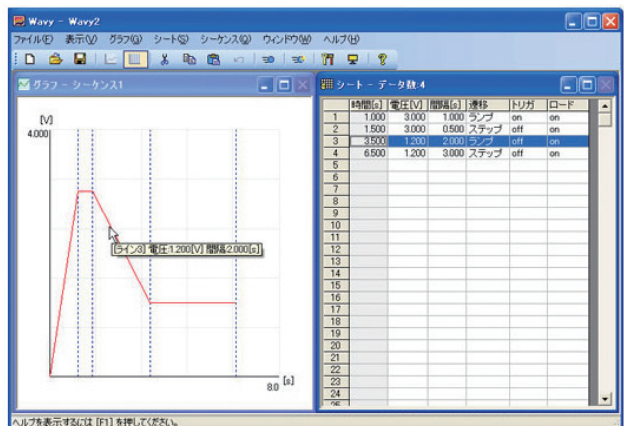 Wavy - Wavy2
ファイル(F) 表示(V) グラフ(G) シート(S) シーケンス(Q) ウィンドウ(W) ヘルプ(H)
グラフ - シーケンス1
[V]
4.000
[ライン3] 電圧:1.200[V] 間隔:2.000[s]
8.0 [s]
シート - データ数:4
時間[s] 電圧[V] 間隔[s] 遷移 トリガ ロード
1 1.000 3.000 1.000 ランプ on on
2 1.500 3.000 0.500 ステップ off on
3 3.500 1.200 2.000 ランプ off on
4 6.500 1.200 3.000 ステップ off on
5
6
7
8
9
10
11
12
13
14
15
16
17
18
19
20
21
22
23
24
25
ヘルプを表示するには [F1] を押してください。